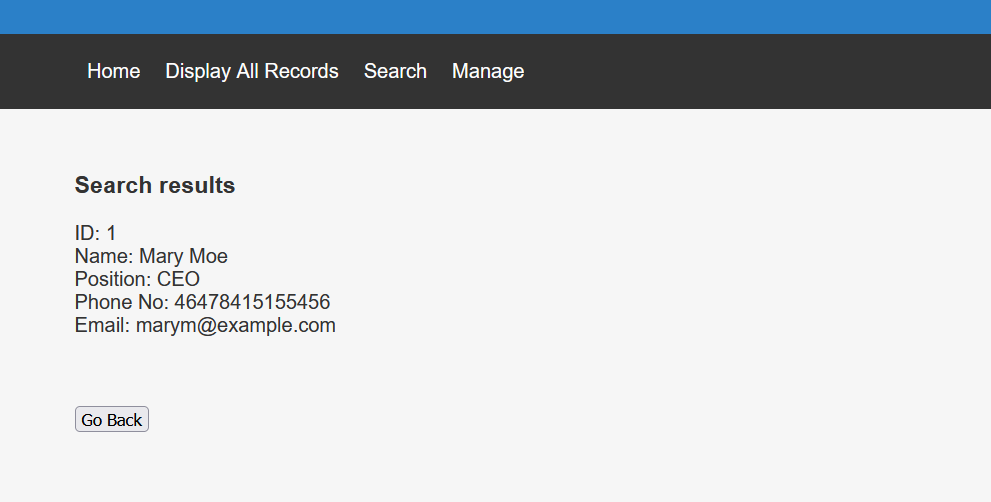 Home Display All Records Search Manage
Search results
ID: 1
Name: Mary Moe
Position: CEO
Phone No: 46478415155456
Email: marym@example.com
Go Back